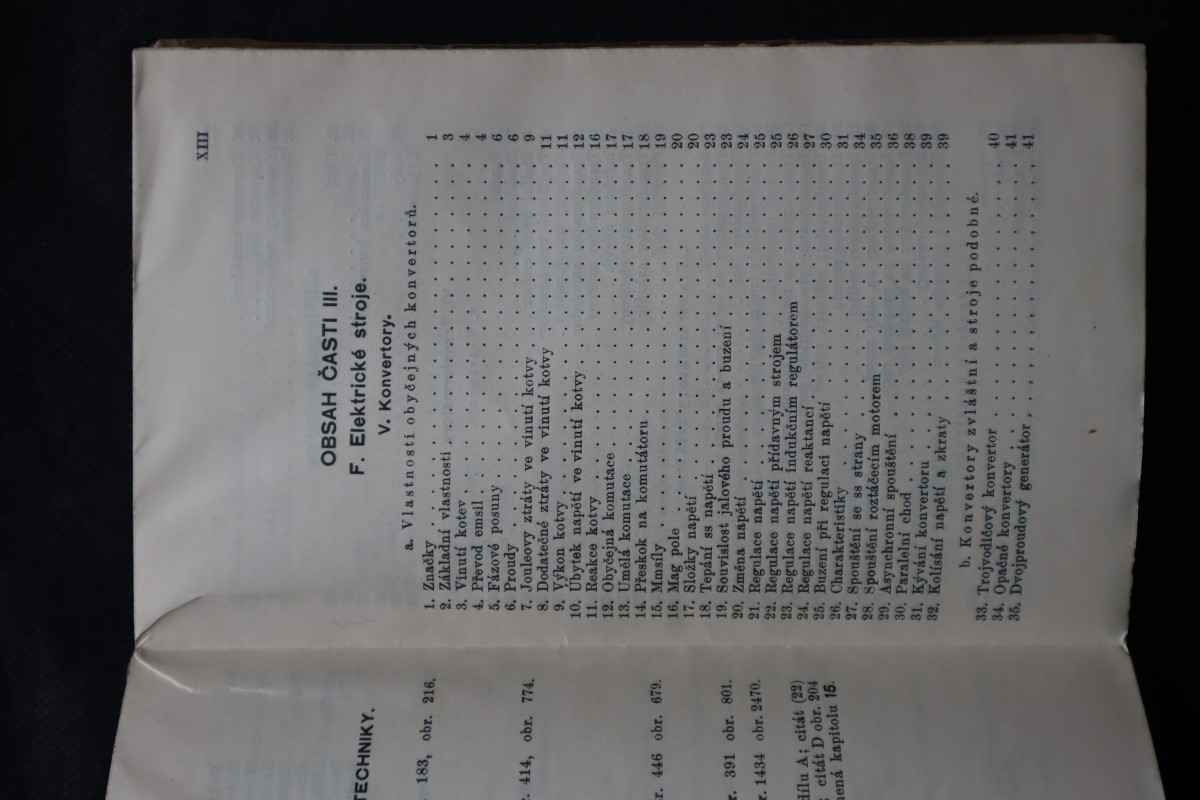 TECHNIKY.
183, obr. 216.
r. 414, obr. 774.
r. 446 obr. 679.
r. 391 obr. 801.
r. 1434 obr. 2470.
dílu A; citát (22)
; citát D obr. 204
mená kapitolu 15.
XIII
OBSAH ČASTI III.
F. Elektrické stroje.
V. Konvertory.
a. Vlastnosti obyčejných konvertorů.
1. Značky . . . . . . . . . . . . . . . 1
2. Základní vlastnosti . . . . . . . . . . . . 3
3. Vinutí kotev . . . . . . . . . . . . . . 4
4. Převod emsil . . . . . . . . . . . . . . 4
5. Fázové posuny . . . . . . . . . . . . . 6
6. Proudy . . . . . . . . . . . . . . . 6
7. Jouleovy ztráty ve vinutí kotvy . . . . . . . . 9
8. Dodatečné ztráty ve vinutí kotvy . . . . . . . . 11
9. Výkon kotvy . . . . . . . . . . . . . . 11
10. Úbytek napětí ve vinutí kotvy . . . . . . . . 12
11. Reakce kotvy . . . . . . . . . . . . . 16
12. Obyčejná komutace . . . . . . . . . . . . 17
13. Umělá komutace . . . . . . . . . . . . . 17
14. Přeskok na komutátoru . . . . . . . . . . . 18
15. Mmsíly . . . . . . . . . . . . . . . 19
16. Mag pole . . . . . . . . . . . . . . . 20
17. Složky napětí . . . . . . . . . . . . . 20
18. Tepání ss napětí . . . . . . . . . . . . . 23
19. Souvislost jalového proudu a buzení . . . . . . . 23
20. Změna napětí . . . . . . . . . . . . . . 24
21. Regulace napětí . . . . . . . . . . . . . 25
22. Regulace napětí přídavným strojem . . . . . . . 25
23. Regulace napětí indukčním regulátorem . . . . . . 26
24. Regulace napětí reaktancí . . . . . . . . . . 27
25. Buzení při regulaci napětí . . . . . . . . . . 30
26. Charakteristiky . . . . . . . . . . . . . 31
27. Spouštění se ss strany . . . . . . . . . . . 34
28. Spouštění roztáčecím motorem . . . . . . . . . 35
29. Asynchronní spouštění . . . . . . . . . . . 36
30. Paralelní chod . . . . . . . . . . . . . 38
31. Kývání konvertoru . . . . . . . . . . . . 39
32. Kolísání napětí a zkraty . . . . . . . . . . 39
b. Konvertory zvláštní a stroje podobné.
33. Trojvodičový konvertor . . . . . . . . . . . 40
34. Opačné konvertory . . . . . . . . . . . . 41
35. Dvojproudový generátor . . . . . . . . . . . 41